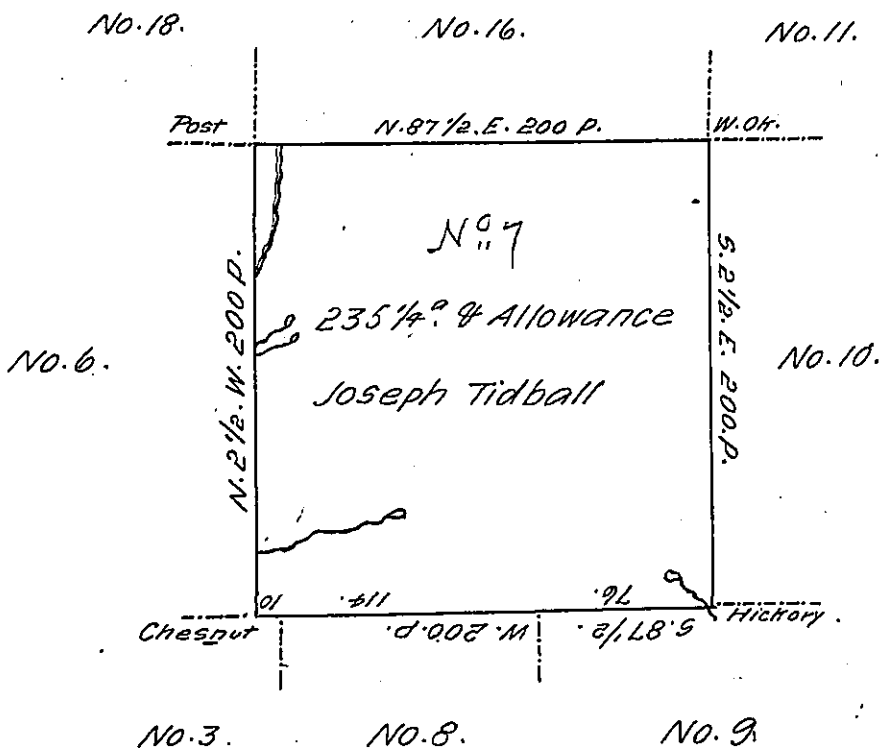 No. 18. No. 16. No. 11.
Post N. 87 1/2. E. 200 P. W. Ok.
No 7
235 1/4 a. & Allowance
Joseph Tidball
No. 6.
N. 2 1/2. W. 200 P.
S. 2 1/2. E. 200. P.
No. 10.
10 114. 76.
Chesnut
S. 87 1/2. W. 200 P.
Hickory.
No. 3. No. 8. No. 9.